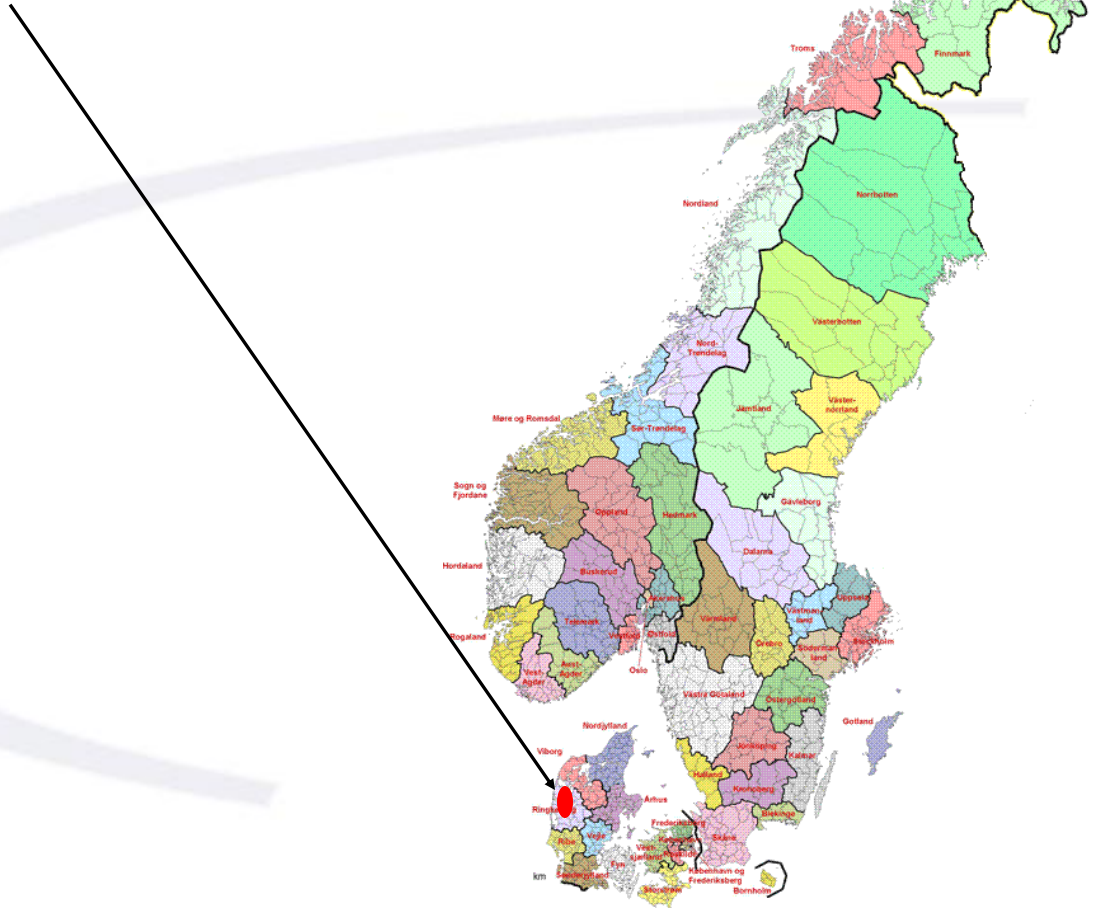 Troms
Finnmark
Norrbotten
Nordland
Västerbotten
Nord-
Trøndelag
Väster-
norrland
Jämtland
Møre og Romsdal
Sør-Trøndelag
Sogn og
Fjordane
Gävleborg
Oppland
Hedmark
Dalarna
Hordaland
Buskerud
Akershus
Uppsala
Västman-
land
Värmland
Telemark
Rogaland
Vestfold
Østfold
Örebro
Söderman
land
Stockholm
Oslo
Aust-
Agder
Vest-
Agder
Västra Götaland
Östergötland
Gotland
Nordjylland
Viborg
Jönköping
Kalmar
Halland
Kronoberg
Århus
Blekinge
Frederiksborg
Skåne
Ribe
Vejle
Vest-
sjælland
Roskilde
Fyn
km
Sønderjylland
København og
Frederiksberg
Storstrøm
Bornholm